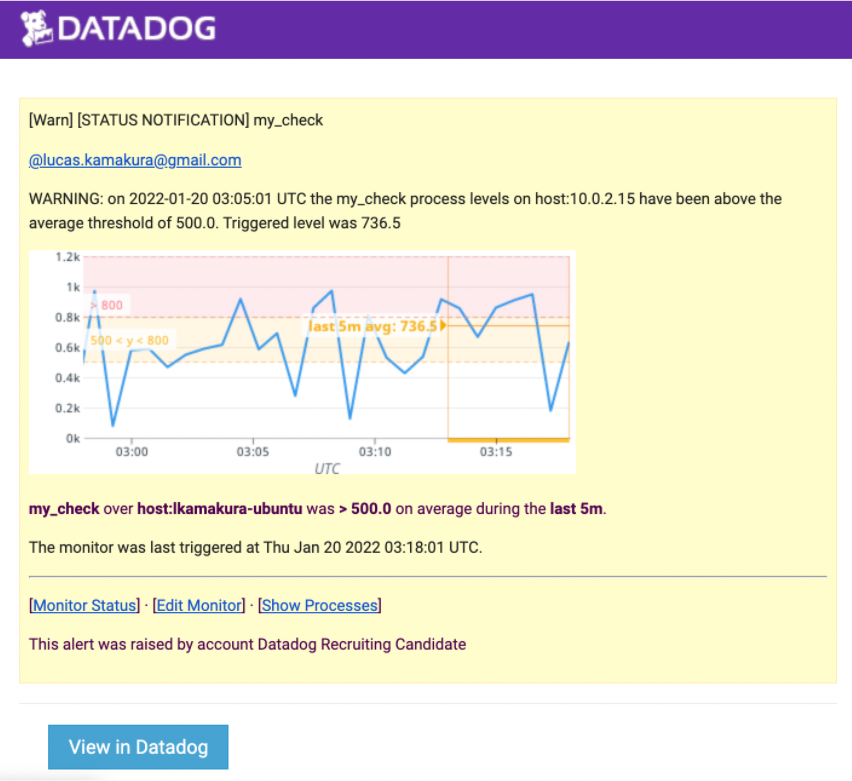 DATADOG
[Warn] [STATUS NOTIFICATION] my_check
@lucas.kamakura@gmail.com
WARNING: on 2022-01-20 03:05:01 UTC the my_check process levels on host:10.0.2.15 have been above the
average threshold of 500.0. Triggered level was 736.5
1.2k
1k
> 800
0.8k
last 5m avg: 736.5
500 < y < 800
0.6k
0.4k
0.2k
0k
03:00 03:05 03:10 03:15
UTC
my_check over host:lkamakura-ubuntu was > 500.0 on average during the last 5m.
The monitor was last triggered at Thu Jan 20 2022 03:18:01 UTC.
[Monitor Status] · [Edit Monitor] · [Show Processes]
This alert was raised by account Datadog Recruiting Candidate
View in Datadog